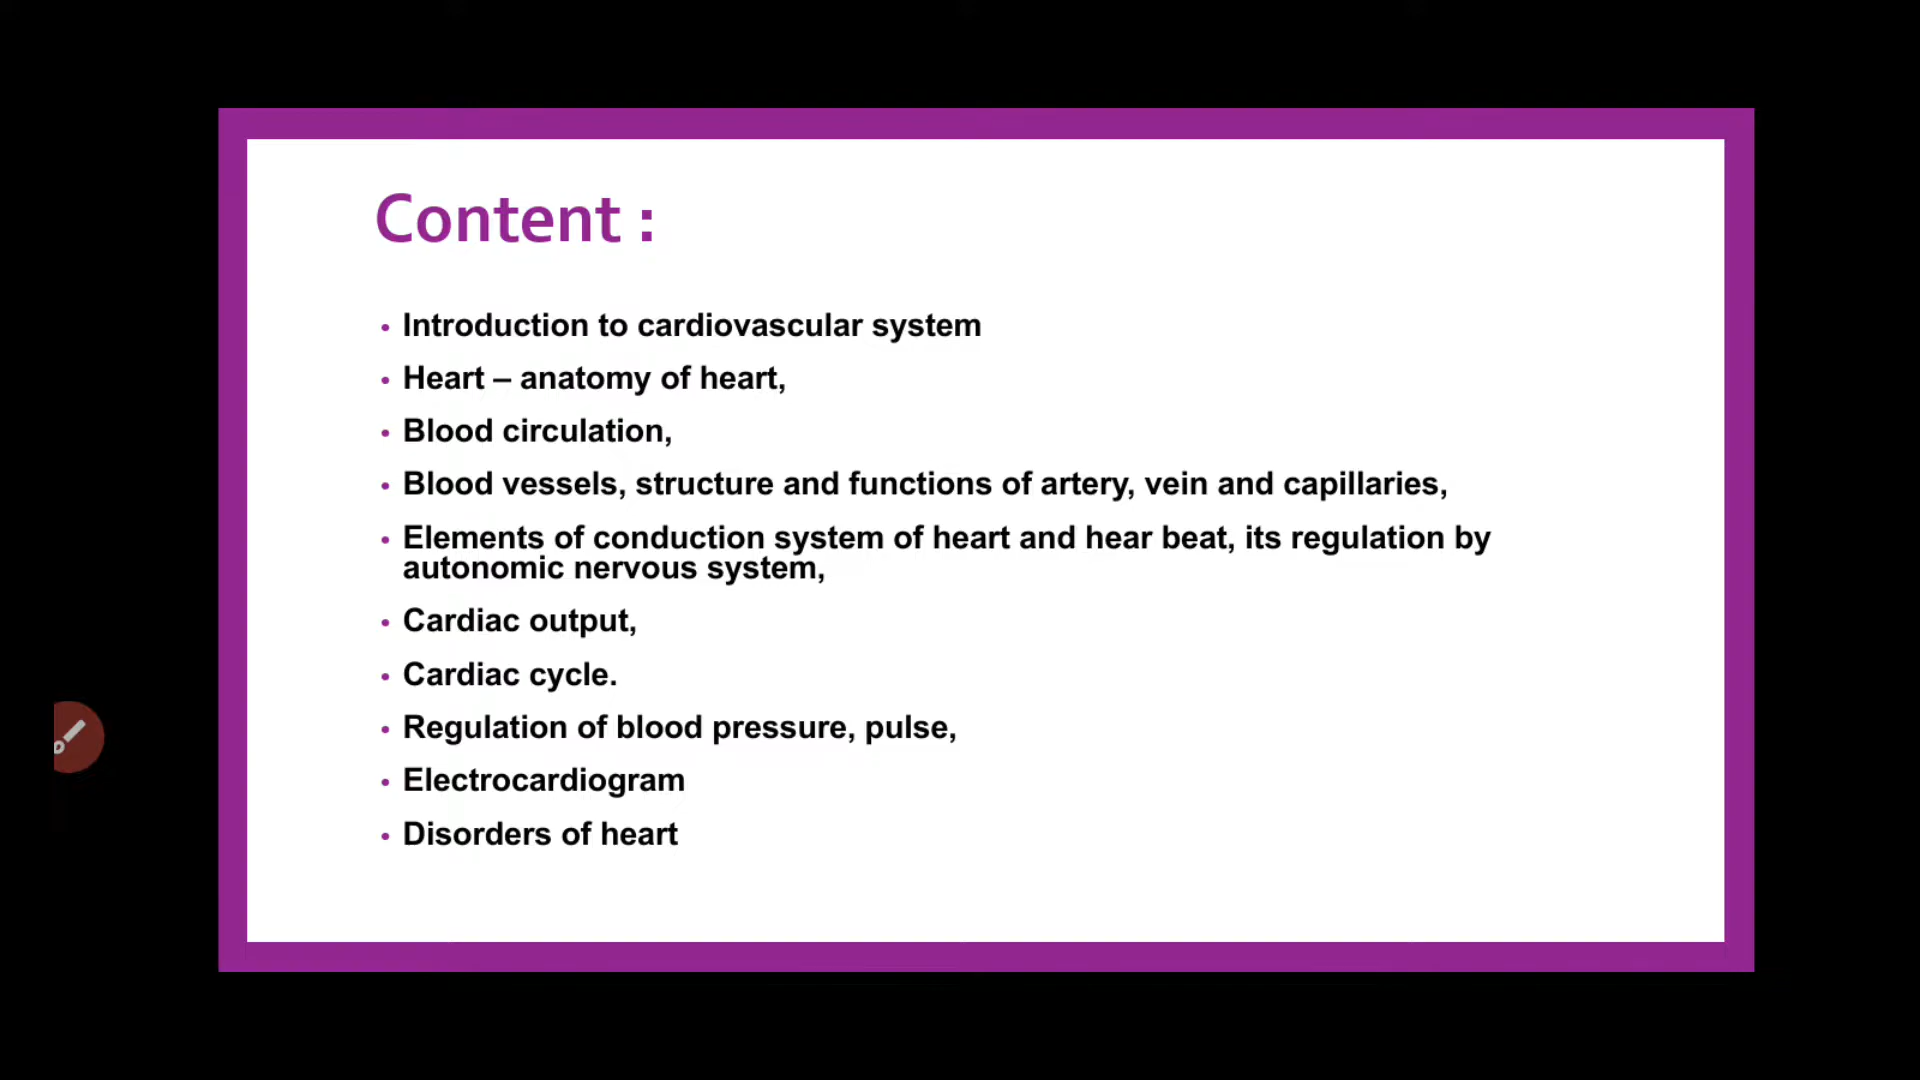 Content :
• Introduction to cardiovascular system
• Heart – anatomy of heart,
• Blood circulation,
• Blood vessels, structure and functions of artery, vein and capillaries,
• Elements of conduction system of heart and hear beat, its regulation by
autonomic nervous system,
• Cardiac output,
• Cardiac cycle.
• Regulation of blood pressure, pulse,
• Electrocardiogram
• Disorders of heart